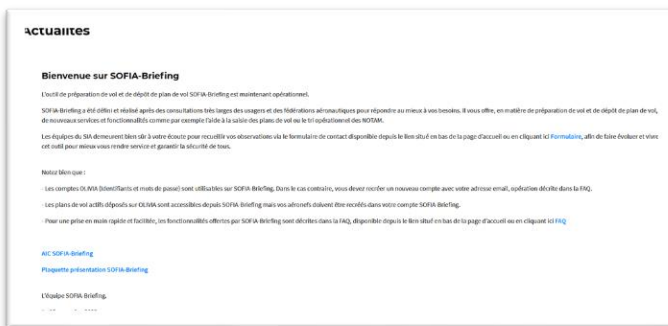 Actualités
Bienvenue sur SOFIA-Briefing
L'outil de préparation de vol et de dépôt de plan de vol SOFIA-Briefing est maintenant opérationnel.
SOFIA-Briefing a été défini et réalisé après des consultations très larges des usagers et des fédérations aéronautiques pour répondre au mieux à vos besoins. Il vous offre, en matière de préparation de vol et de dépôt de plan de vol,
de nouveaux services et fonctionnalités comme par exemple l'aide à la saisie des plans de vol ou le tri opérationnel des NOTAM.
Les équipes du SIA demeurent bien sûr à votre écoute pour recueillir vos observations via le formulaire de contact disponible depuis le lien situé en bas de la page d'accueil ou en cliquant ici Formulaire, afin de faire évoluer et vivre
cet outil pour mieux vous rendre service et garantir la sécurité de tous.
Notez bien que :
- Les comptes OLIVIA (identifiants et mots de passe) sont utilisables sur SOFIA-Briefing. Dans le cas contraire, vous devez recréer un nouveau compte avec votre adresse email, opération décrite dans la FAQ.
- Les plans de vol actifs déposés sur OLIVIA sont accessibles depuis SOFIA-Briefing mais vos aéronefs doivent être recréés dans votre compte SOFIA-Briefing.
- Pour une prise en main rapide et facilitée, les fonctionnalités offertes par SOFIA-Briefing sont décrites dans la FAQ, disponible depuis le lien situé en bas de la page d'accueil ou en cliquant ici FAQ
AIC SOFIA-Briefing
Plaquette présentation SOFIA-Briefing
L'équipe SOFIA-Briefing.